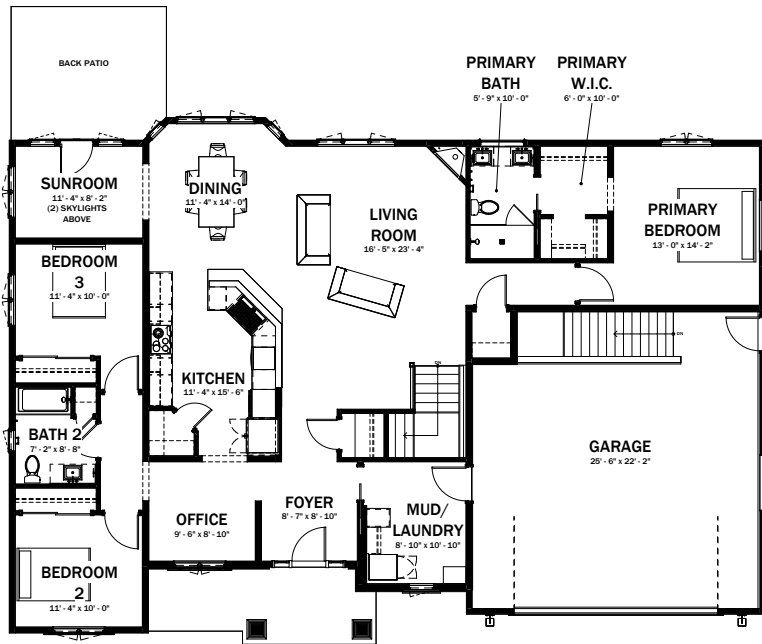 BACK PATIO
PRIMARY
BATH
5' - 9" x 10' - 0"
PRIMARY
W.I.C.
6' - 0" x 10' - 0"
SUNROOM
11' - 4" x 8' - 2"
(2) SKYLIGHTS
ABOVE
DINING
11' - 4" x 14' - 0"
LIVING
ROOM
16' - 5" x 23' - 4"
PRIMARY
BEDROOM
13' - 0" x 14' - 2"
BEDROOM
3
11' - 4" x 10' - 0"
DN
KITCHEN
11' - 4" x 15' - 6"
DN
BATH 2
7' - 2" x 8' - 8"
GARAGE
25' - 6" x 22' - 2"
OFFICE
9' - 6" x 8' - 10"
FOYER
8' - 7" x 8' - 10"
MUD/
LAUNDRY
8' - 10" x 10' - 10"
BEDROOM
2
11' - 4" x 10' - 0"